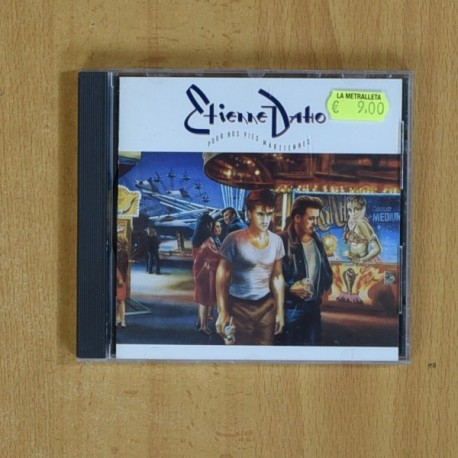 Etienne Daho
POUR NOS VIES MARTIENNES
LA METRALLETA
€ 9,00
MEDIUM